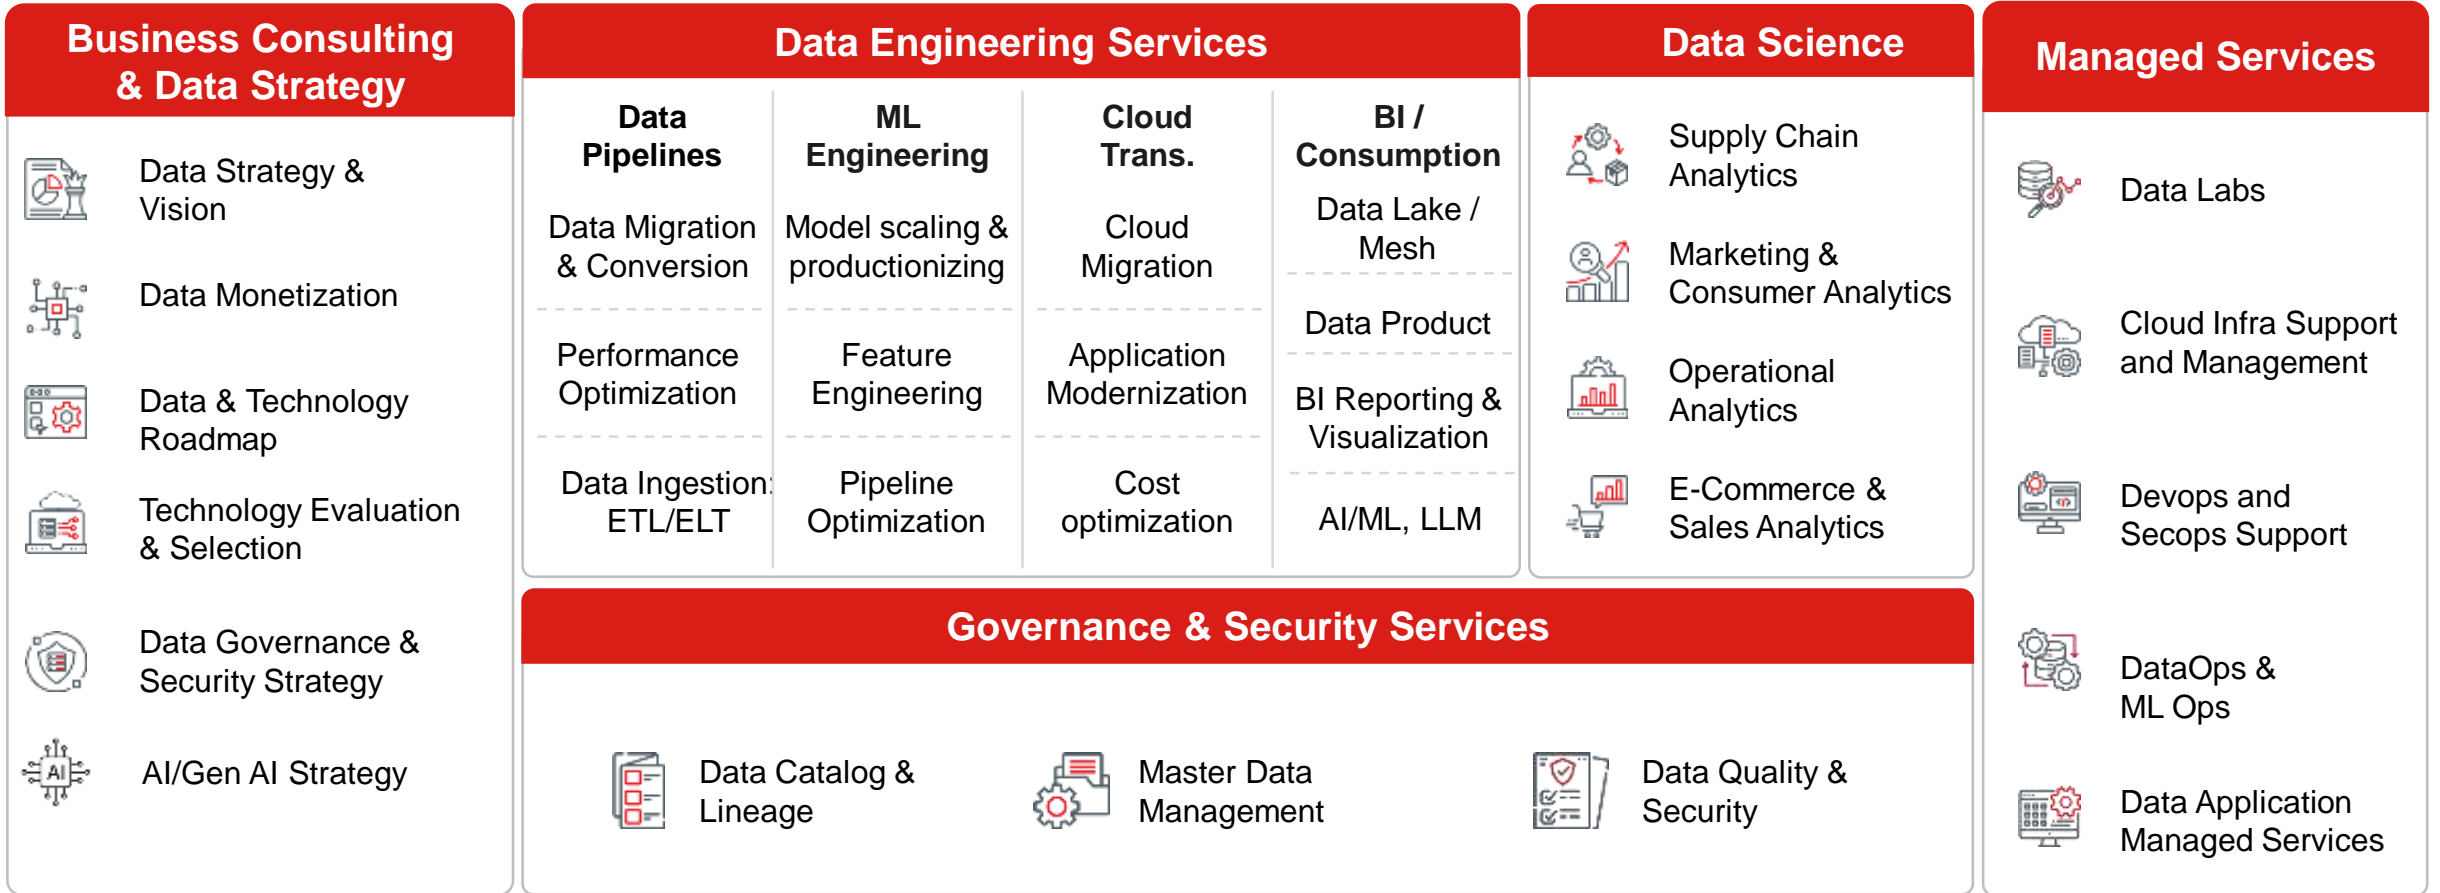 Business Consulting
& Data Strategy
Data Strategy &
Vision
Data Monetization
Data & Technology
Roadmap
Technology Evaluation
& Selection
Data Governance &
Security Strategy
AI
AI/Gen AI Strategy
Data Engineering Services
Data
Pipelines
Data Migration
& Conversion
Performance
Optimization
Data Ingestion:
ETL/ELT
ML
Engineering
Model scaling &
productionizing
Feature
Engineering
Pipeline
Optimization
Cloud
Trans.
Cloud
Migration
Application
Modernization
Cost
optimization
BI /
Consumption
Data Lake /
Mesh
Data Product
BI Reporting &
Visualization
AI/ML, LLM
Data Science
Supply Chain
Analytics
Marketing &
Consumer Analytics
Operational
Analytics
E-Commerce &
Sales Analytics
Governance & Security Services
Data Catalog &
Lineage
Master Data
Management
Data Quality &
Security
Managed Services
Data Labs
Cloud Infra Support
and Management
Devops and
Secops Support
DataOps &
ML Ops
Data Application
Managed Services